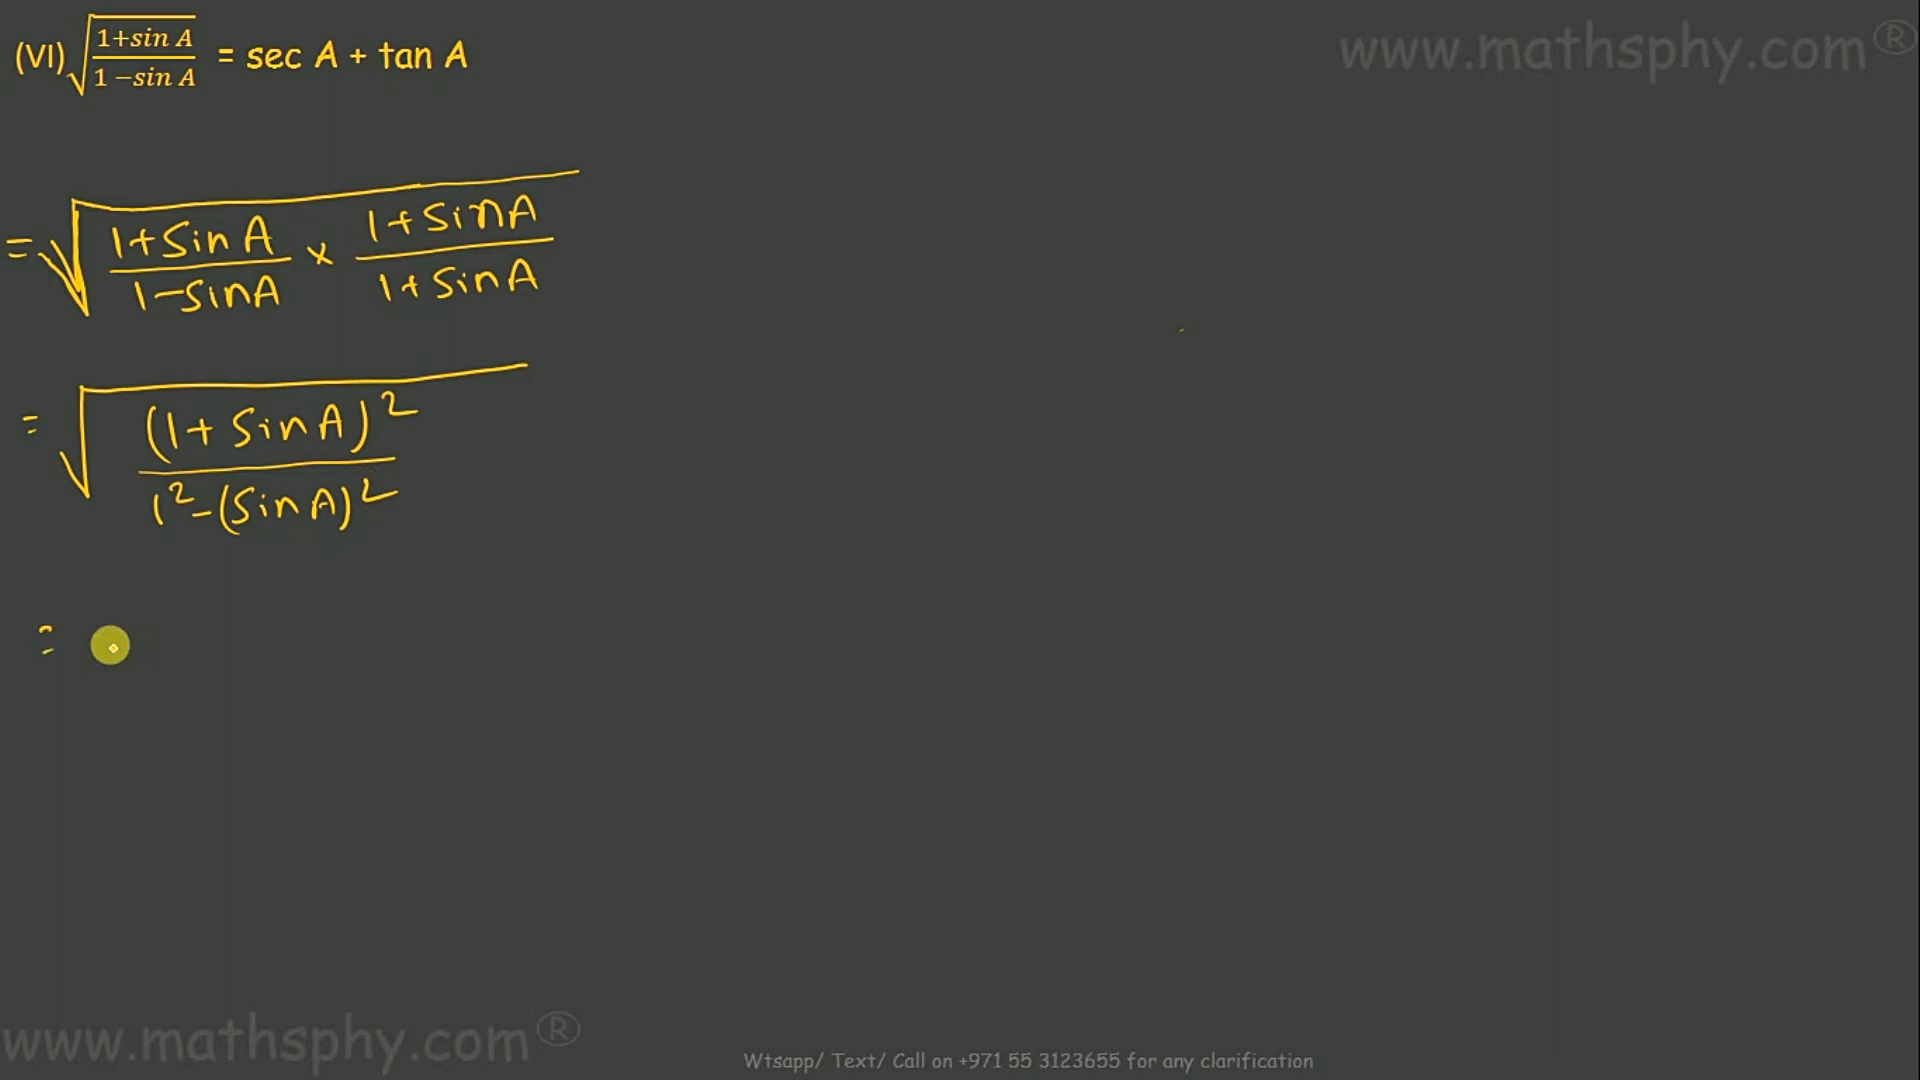 (VI) √(1+sin A / 1 –sin A) = sec A + tan A
www.mathsphy.com®
= √(1+SinA / 1-SinA × 1+SinA / 1+SinA)
= √((1+SinA)² / 1²-(SinA)²)
=
www.mathsphy.com®
Wtsapp/ Text/ Call on +971 55 3123655 for any clarification